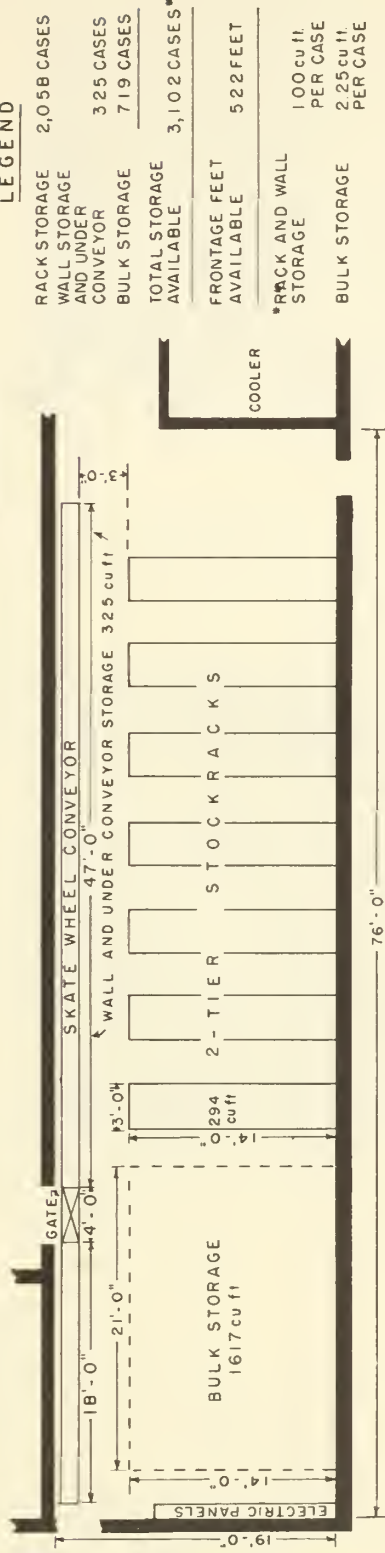 LEGEND
RACK STORAGE 2,058 CASES
WALL STORAGE
AND UNDER
CONVEYOR 325 CASES
BULK STORAGE 719 CASES
TOTAL STORAGE
AVAILABLE 3,102 CASES*
FRONTAGE FEET
AVAILABLE 522 FEET
*RACK AND WALL
STORAGE 1 00 cu ft.
PER CASE
BULK STORAGE 2.25 cu ft.
PER CASE
COOLER
SKATE WHEEL CONVEYOR
47'-0"
3'-0"
WALL AND UNDER CONVEYOR STORAGE 325 cu ft
GATE
4'-0"
18'-0"
21'-0"
3'-0"
2-TIER STOCKRACKS
294
cu ft
14'-0"
BULK STORAGE
1617 cu ft
14'-0"
ELECTRIC PANELS
19'-0"
76'-0"